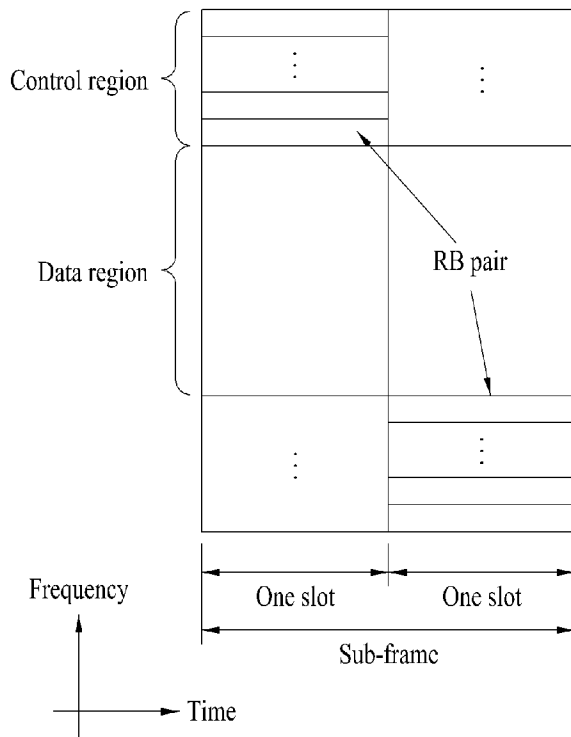 Control region
Data region
RB pair
Frequency
One slot
One slot
Sub-frame
Time